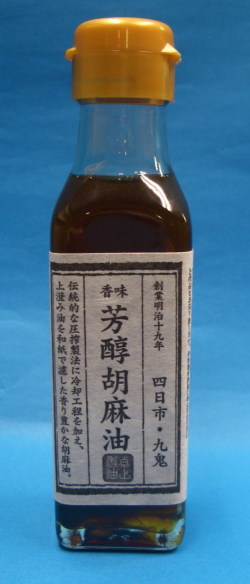 創業明治十九年
四日市・九鬼
香味
芳醇胡麻油
伝統的な圧搾製法に冷却工程を加え、
上澄み油を和紙で濾した香り豊かな胡麻油。